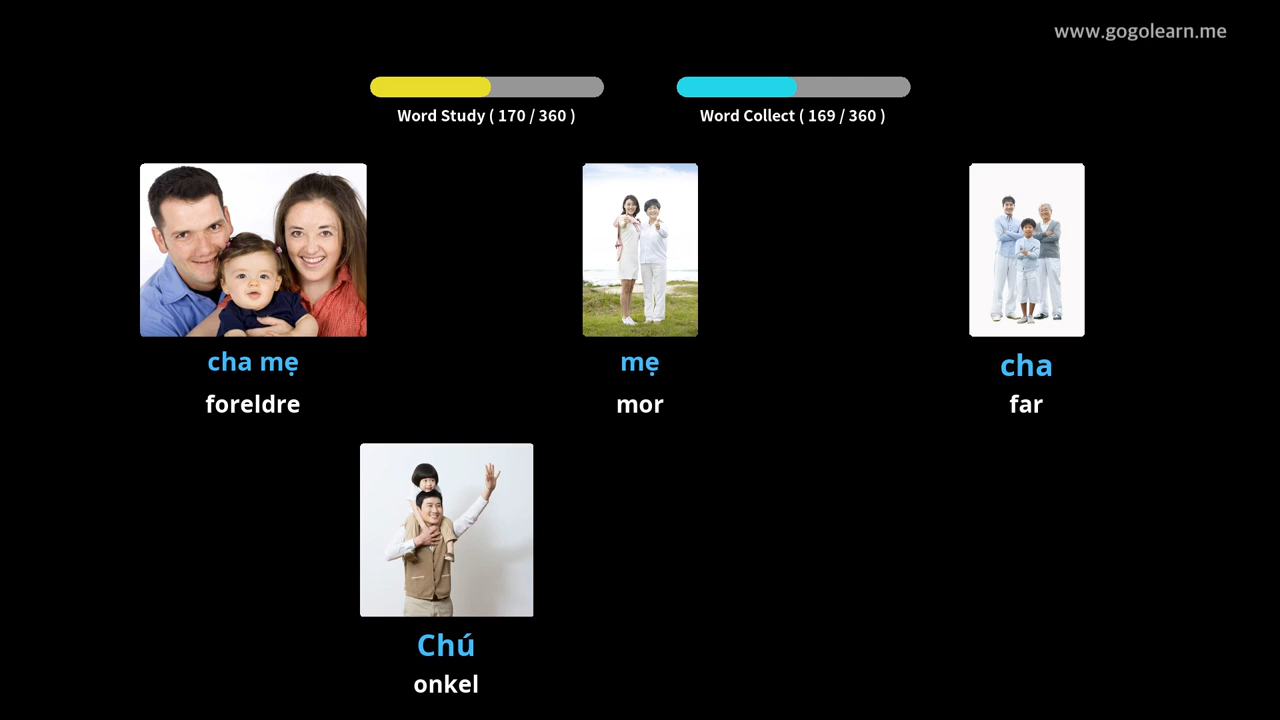 www.gogolearn.me
Word Study ( 170 / 360 )
Word Collect ( 169 / 360 )
cha mẹ
foreldre
mẹ
mor
cha
far
Chú
onkel